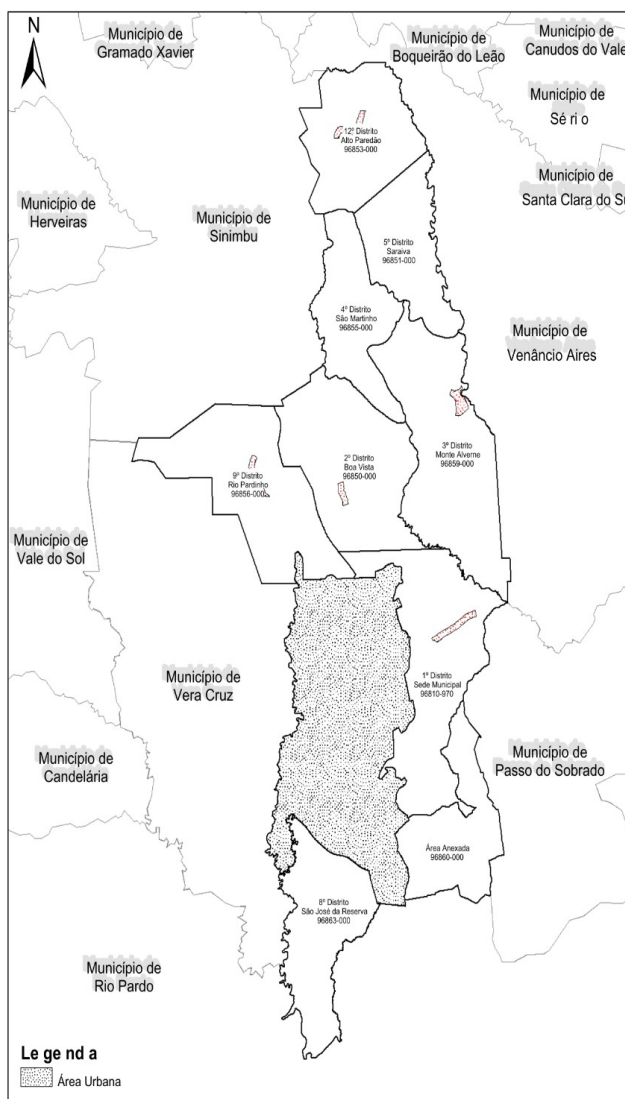 N
Município de
Gramado Xavier
Município de
Boqueirão do Leão
Município de
Canudos do Vale
Município de
Sé ri o
12º Distrito
Alto Paredão
96853-000
Município de
Santa Clara do Su
Município de
Herveiras
Município de
Sinimbu
5º Distrito
Saraiva
96851-000
4º Distrito
São Martinho
96855-000
Município de
Venâncio Aires
3º Distrito
Monte Alverne
96859-000
2º Distrito
Boa Vista
96850-000
9º Distrito
Rio Pardinho
96856-000
Município de
Vale do Sol
1º Distrito
Sede Municipal
96810-970
Município de
Vera Cruz
Município de
Candelária
Município de
Passo do Sobrado
Área Anexada
96860-000
8º Distrito
São José da Reserva
96863-000
Município de
Rio Pardo
Le ge nd a
Área Urbana